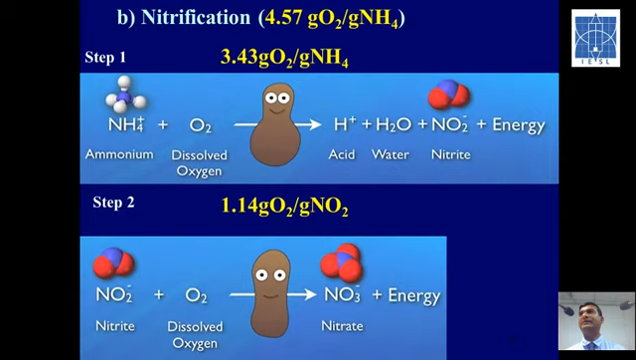 b) Nitrification (4.57 gO₂/gNH₄)
Step 1 3.43gO₂/gNH₄
NH₄⁺ + O₂ → H⁺ + H₂O + NO₂⁻ + Energy
Ammonium Dissolved Oxygen Acid Water Nitrite
Step 2 1.14gO₂/gNO₂
NO₂⁻ + O₂ → NO₃⁻ + Energy
Nitrite Dissolved Oxygen Nitrate
IESL